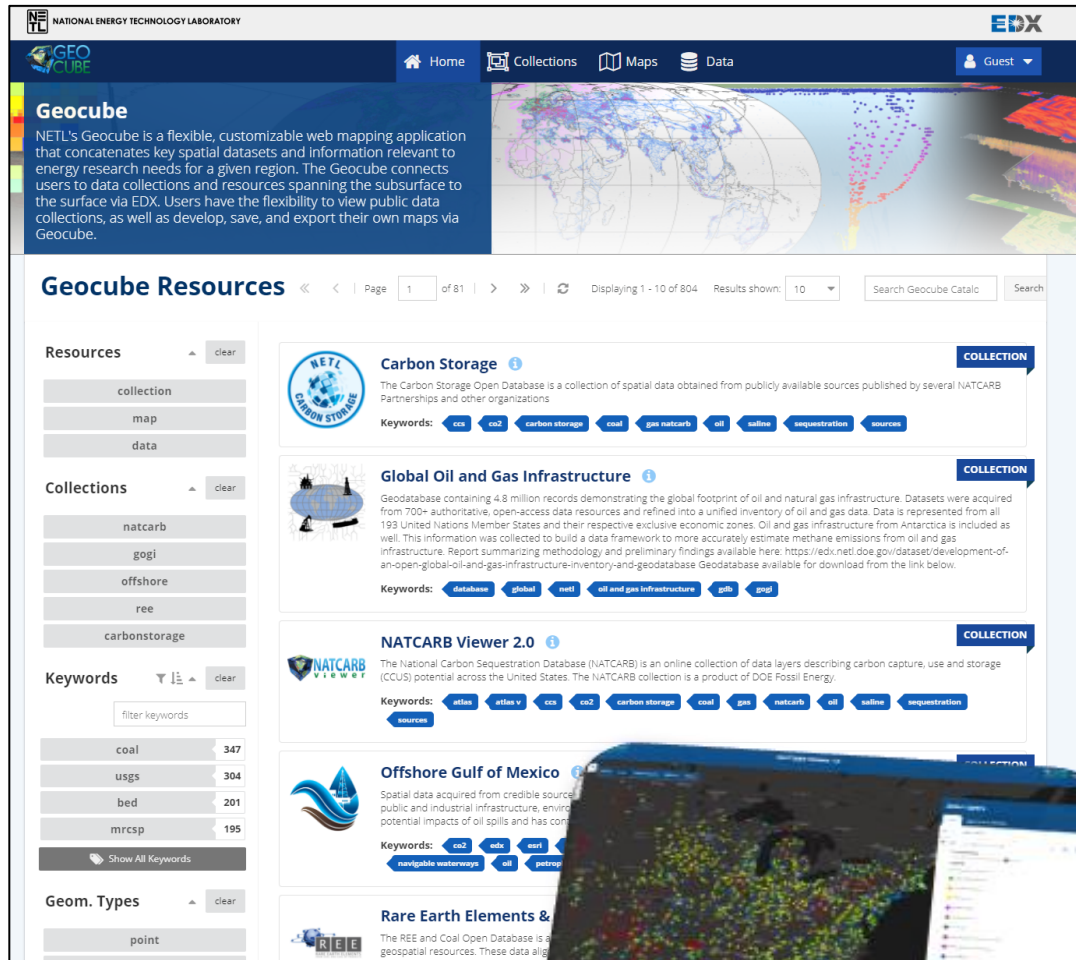 NETL NATIONAL ENERGY TECHNOLOGY LABORATORY
EDX
GEO
CUBE
Home Collections Maps Data Guest
Geocube
NETL's Geocube is a flexible, customizable web mapping application
that concatenates key spatial datasets and information relevant to
energy research needs for a given region. The Geocube connects
users to data collections and resources spanning the subsurface to
the surface via EDX. Users have the flexibility to view public data
collections, as well as develop, save, and export their own maps via
Geocube.
Geocube Resources « < | Page 1 of 81 | > » | Displaying 1 - 10 of 804 Results shown: 10 Search Geocube Catalc Search
Resources clear
collection
map
data
Collections clear
natcarb
gogi
offshore
ree
carbonstorage
Keywords clear
filter keywords
coal 347
usgs 304
bed 201
mrcsp 195
Show All Keywords
Geom. Types clear
point
NETL
CARBON STORAGE
Carbon Storage
COLLECTION
The Carbon Storage Open Database is a collection of spatial data obtained from publicly available sources published by several NATCARB
Partnerships and other organizations
Keywords: ccs co2 carbon storage coal gas natcarb oil saline sequestration sources
Global Oil and Gas Infrastructure
COLLECTION
Geodatabase containing 4.8 million records demonstrating the global footprint of oil and natural gas infrastructure. Datasets were acquired
from 700+ authoritative, open-access data resources and refined into a unified inventory of oil and gas data. Data is represented from all
193 United Nations Member States and their respective exclusive economic zones. Oil and gas infrastructure from Antarctica is included as
well. This information was collected to build a data framework to more accurately estimate methane emissions from oil and gas
infrastructure. Report summarizing methodology and preliminary findings available here: https://edx.netl.doe.gov/dataset/development-of-
an-open-global-oil-and-gas-infrastructure-inventory-and-geodatabase Geodatabase available for download from the link below.
Keywords: database global netl oil and gas infrastructure gdb gogi
NATCARB
viewer
NATCARB Viewer 2.0
COLLECTION
The National Carbon Sequestration Database (NATCARB) is an online collection of data layers describing carbon capture, use and storage
(CCUS) potential across the United States. The NATCARB collection is a product of DOE Fossil Energy.
Keywords: atlas atlas v ccs co2 carbon storage coal gas natcarb oil saline sequestration
sources
Offshore Gulf of Mexico
COLLECTION
Spatial data acquired from credible source
public and industrial infrastructure, enviro
potential impacts of oil spills and has con
Keywords: co2 edx esri
navigable waterways oil petrop
REE
Rare Earth Elements &
The REE and Coal Open Database is a
geospatial resources. These data alig